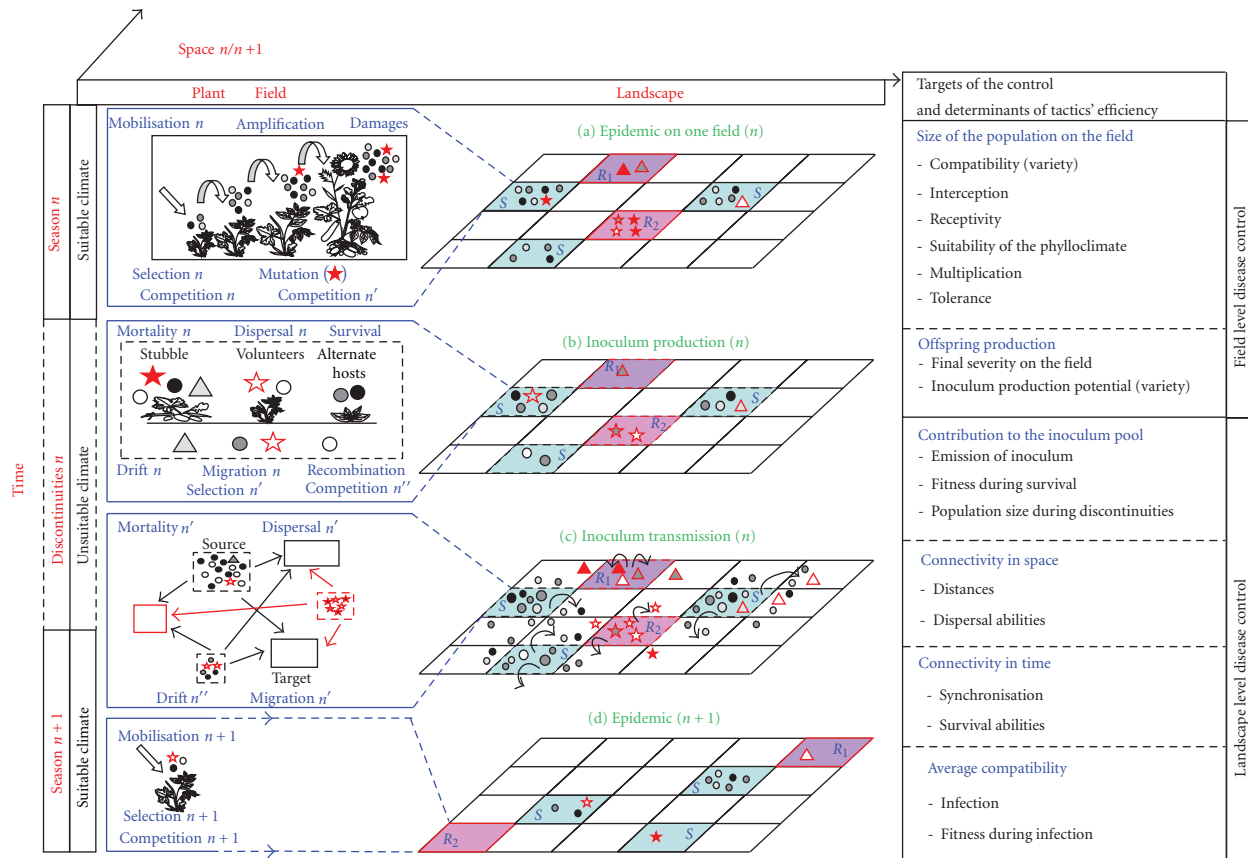 Space n/n+1
Plant Field Landscape
Targets of the control
and determinants of tactics' efficiency
Time
Season n
Suitable climate
Mobilisation n Amplification Damages
Selection n Mutation (★)
Competition n Competition n′
(a) Epidemic on one field (n)
R1
S
S
R2
S
Size of the population on the field
- Compatibility (variety)
- Interception
- Receptivity
- Suitability of the phylloclimate
- Multiplication
- Tolerance
Field level disease control
Discontinuities n
Unsuitable climate
Mortality n Dispersal n Survival
Stubble Volunteers Alternate
hosts
Drift n Migration n Recombination
Selection n′ Competition n″
(b) Inoculum production (n)
R1
S
S
R2
S
Offspring production
- Final severity on the field
- Inoculum production potential (variety)
Contribution to the inoculum pool
- Emission of inoculum
- Fitness during survival
- Population size during discontinuities
Landscape level disease control
Mortality n′ Dispersal n′
Source
Target
Drift n″ Migration n′
(c) Inoculum transmission (n)
R1
S
S
R2
S
Connectivity in space
- Distances
- Dispersal abilities
Connectivity in time
- Synchronisation
- Survival abilities
Season n+1
Suitable climate
Mobilisation n+1
Selection n+1
Competition n+1
(d) Epidemic (n+1)
R1
S
S
R2
S
Average compatibility
- Infection
- Fitness during infection